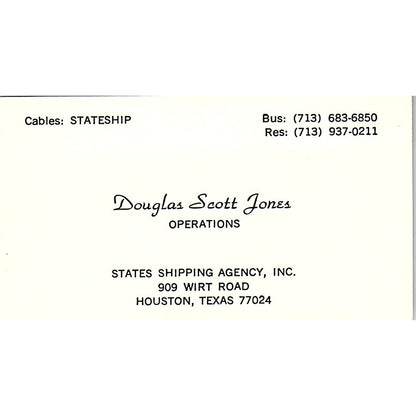 Cables: STATESHIP
Bus: (713) 683-6850
Res: (713) 937-0211
Douglas Scott Jones
OPERATIONS
STATES SHIPPING AGENCY, INC.
909 WIRT ROAD
HOUSTON, TEXAS 77024